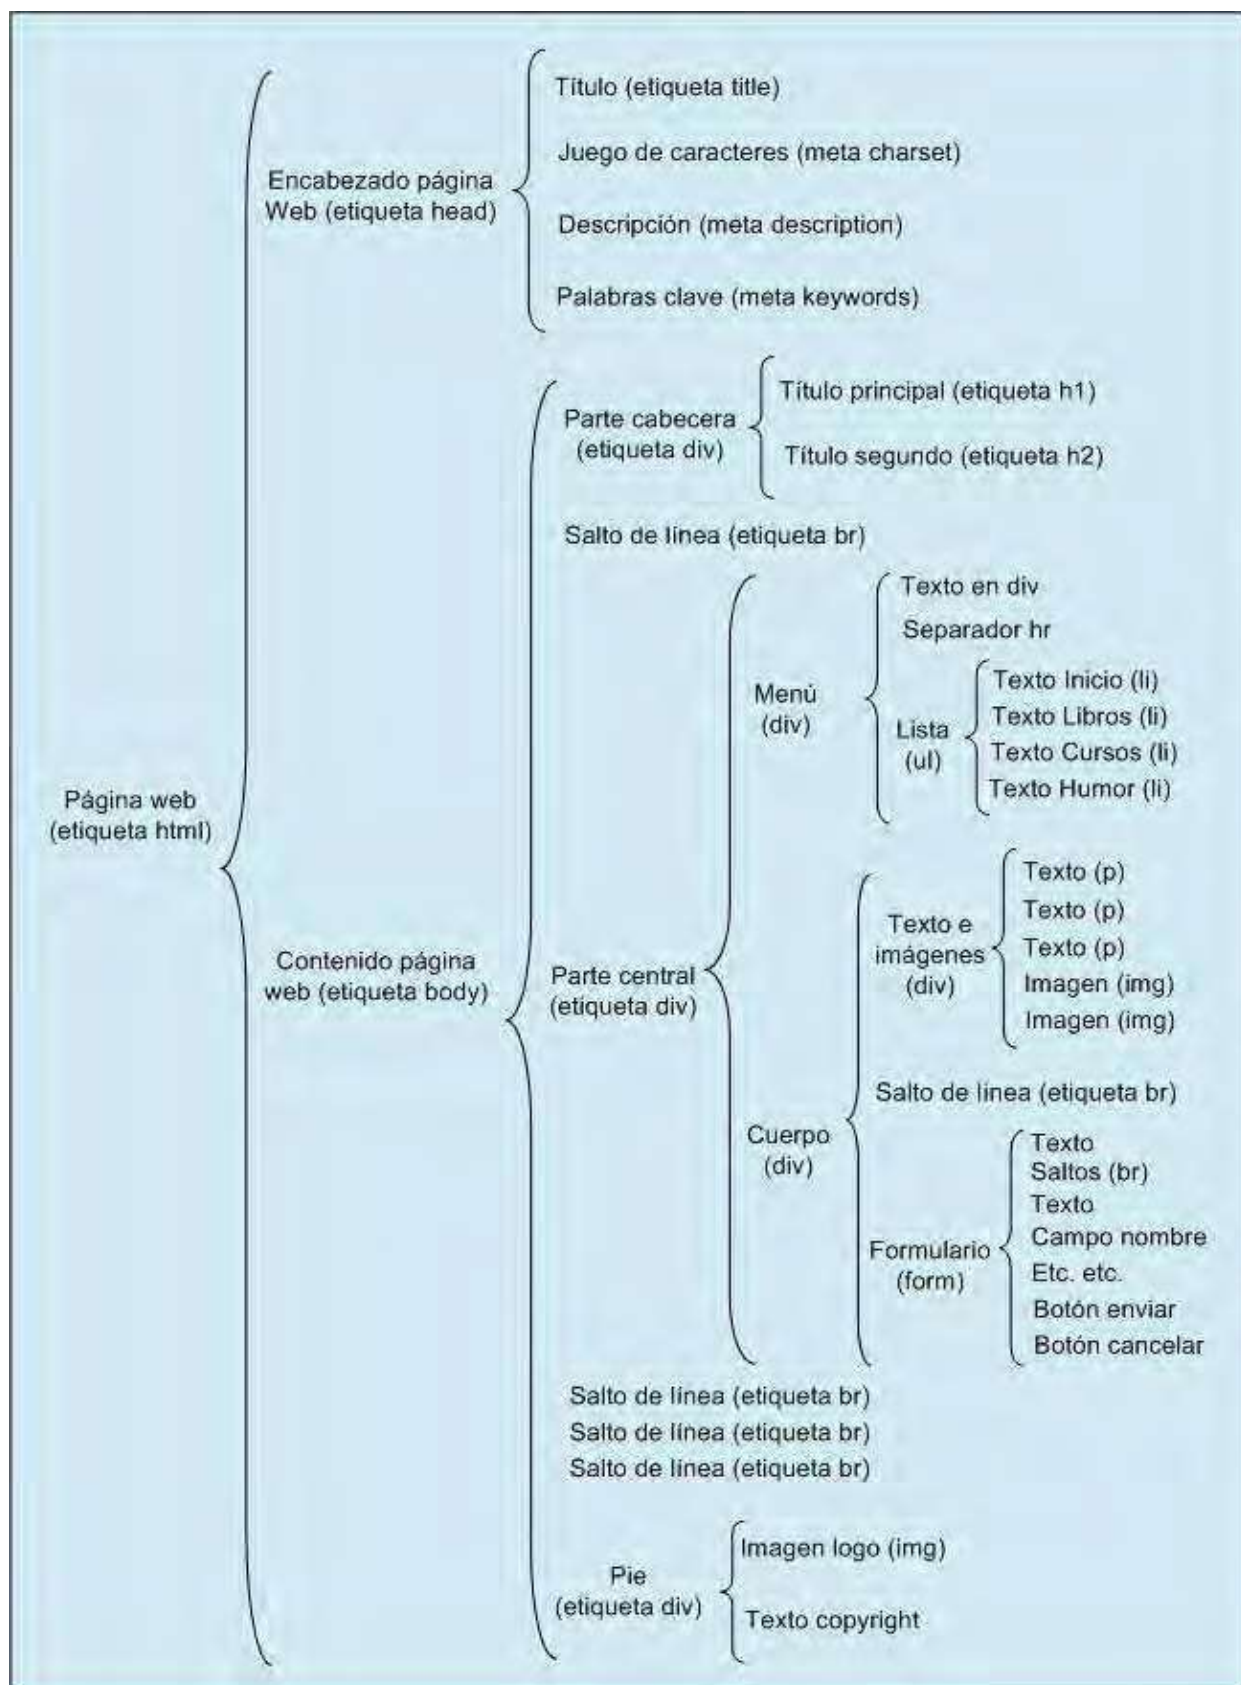 Página web
(etiqueta html)
Encabezado página
Web (etiqueta head)
Título (etiqueta title)
Juego de caracteres (meta charset)
Descripción (meta description)
Palabras clave (meta keywords)
Contenido página
web (etiqueta body)
Parte cabecera
(etiqueta div)
Título principal (etiqueta h1)
Título segundo (etiqueta h2)
Salto de línea (etiqueta br)
Parte central
(etiqueta div)
Menú
(div)
Texto en div
Separador hr
Lista
(ul)
Texto Inicio (li)
Texto Libros (li)
Texto Cursos (li)
Texto Humor (li)
Cuerpo
(div)
Texto e
imágenes
(div)
Texto (p)
Texto (p)
Texto (p)
Imagen (img)
Imagen (img)
Salto de línea (etiqueta br)
Formulario
(form)
Texto
Saltos (br)
Texto
Campo nombre
Etc. etc.
Botón enviar
Botón cancelar
Salto de línea (etiqueta br)
Salto de línea (etiqueta br)
Salto de línea (etiqueta br)
Pie
(etiqueta div)
Imagen logo (img)
Texto copyright